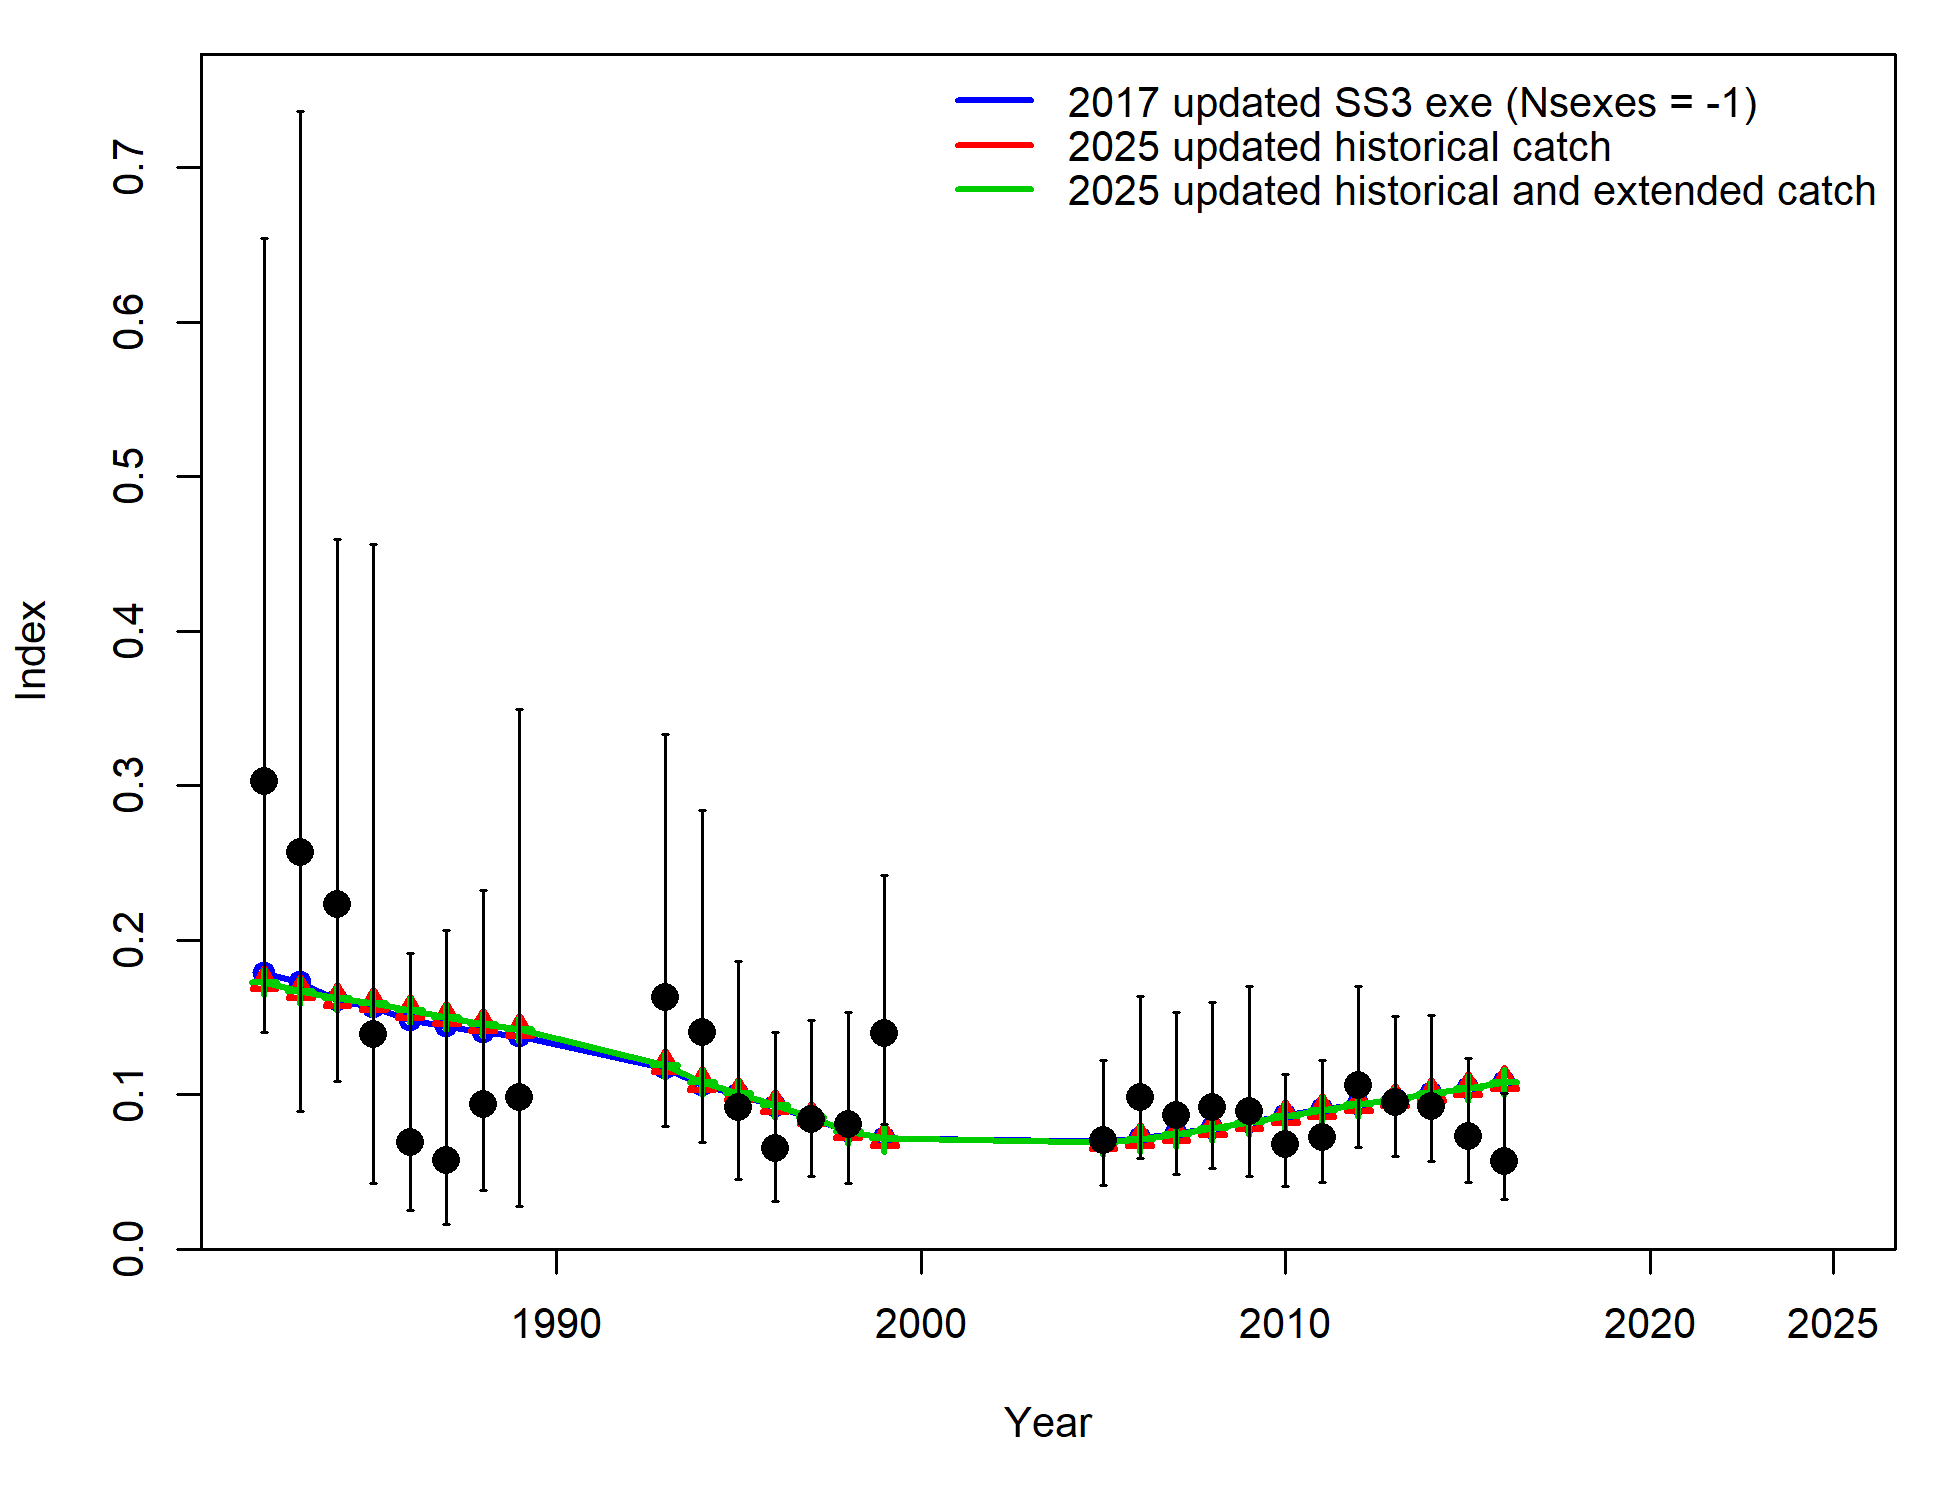 2017 updated SS3 exe (Nsexes = -1)
2025 updated historical catch
2025 updated historical and extended catch
0.7
0.6
0.5
0.4
0.3
0.2
0.1
0.0
Index
1990 2000 2010 2020 2025
Year